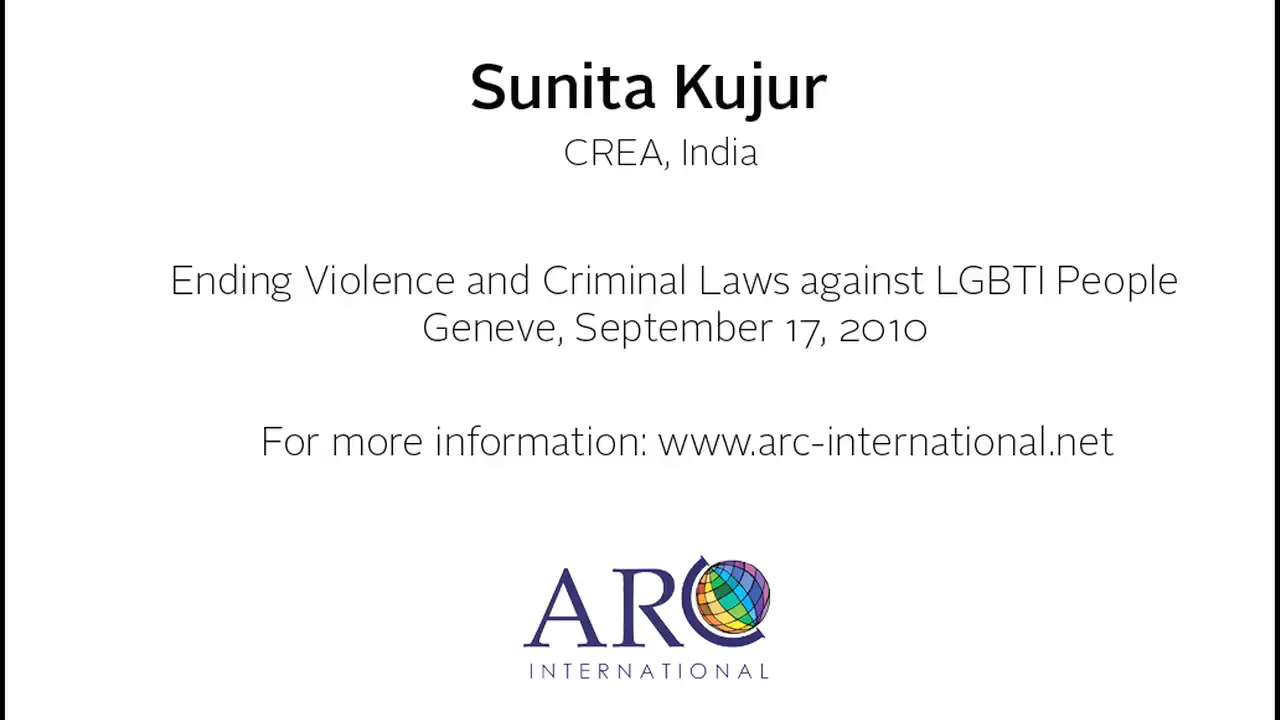 Sunita Kujur
CREA, India
Ending Violence and Criminal Laws against LGBTI People
Geneve, September 17, 2010
For more information: www.arc-international.net
ARC
INTERNATIONAL